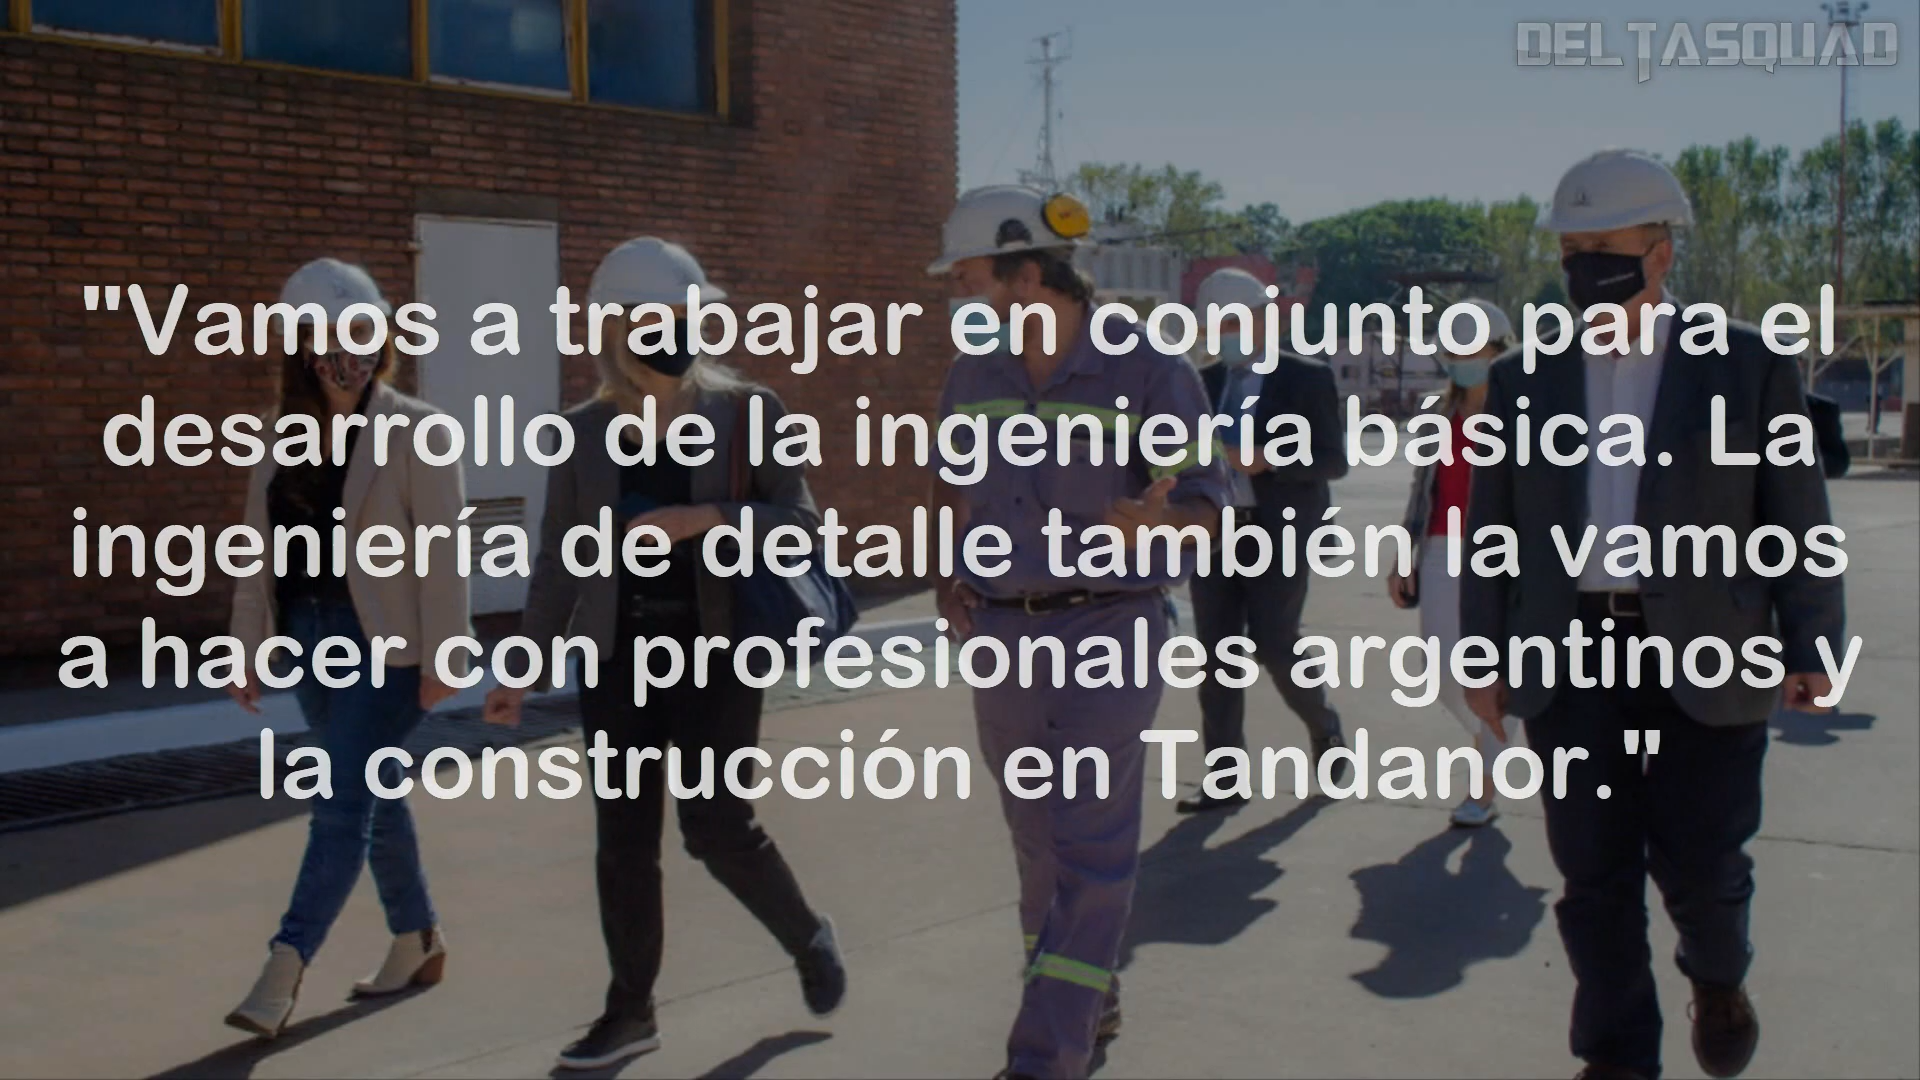 DELTASQUAD
"Vamos a trabajar en conjunto para el
desarrollo de la ingeniería básica. La
ingeniería de detalle también la vamos
a hacer con profesionales argentinos y
la construcción en Tandanor."